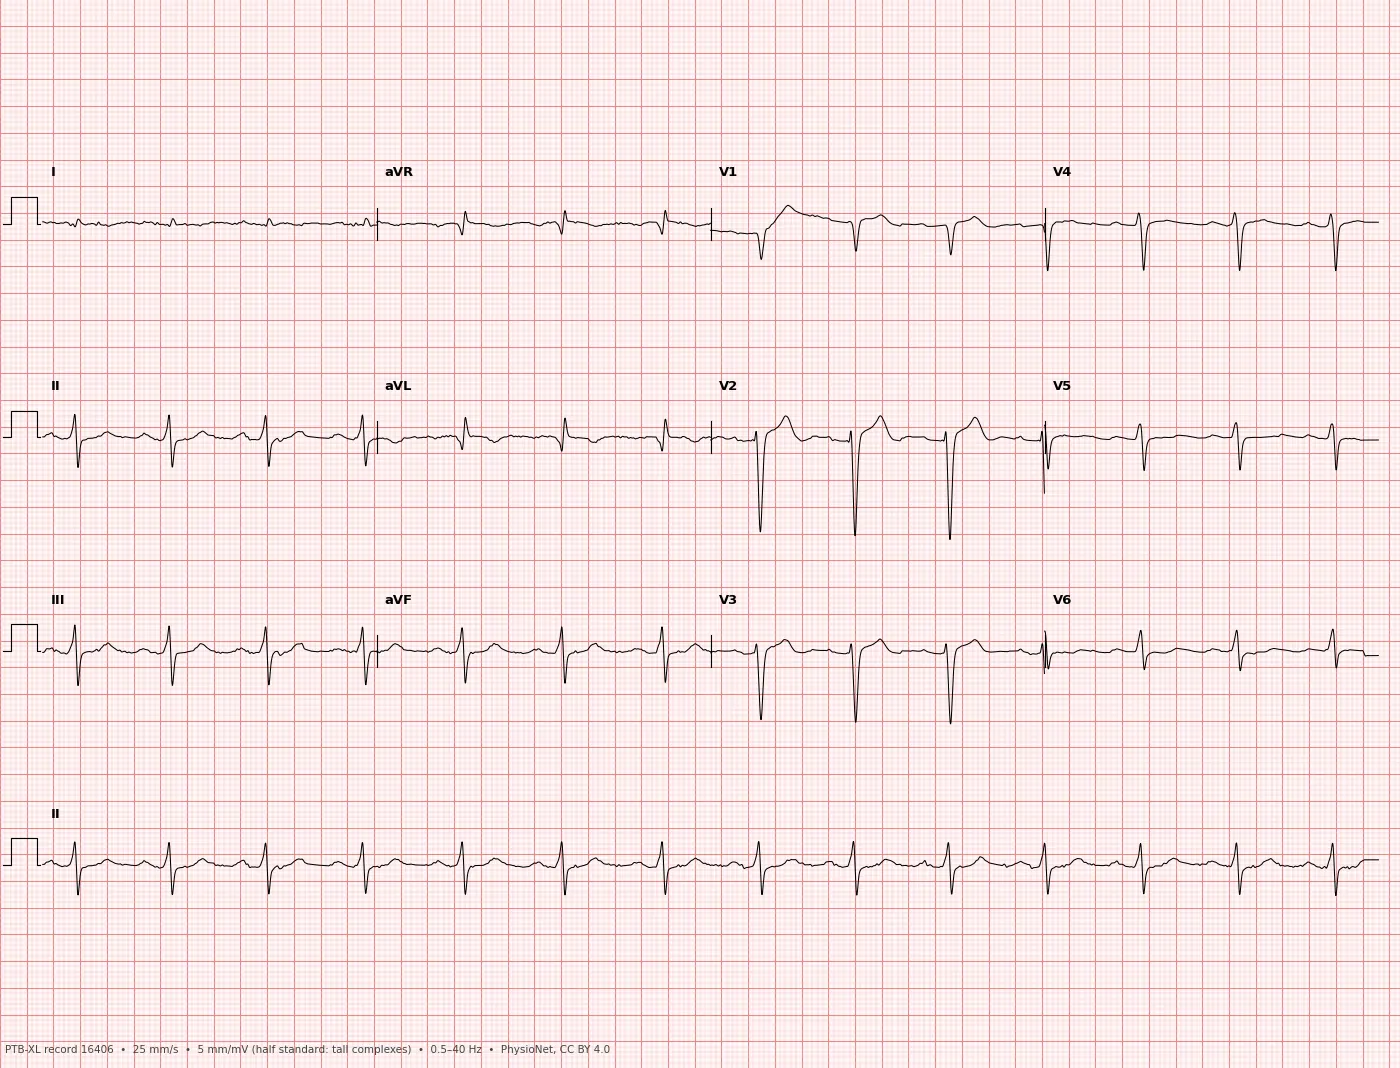 I aVR V1 V4
II aVL V2 V5
III aVF V3 V6
II
PTB-XL record 16406 • 25 mm/s • 5 mm/mV (half standard: tall complexes) • 0.5–40 Hz • PhysioNet, CC BY 4.0